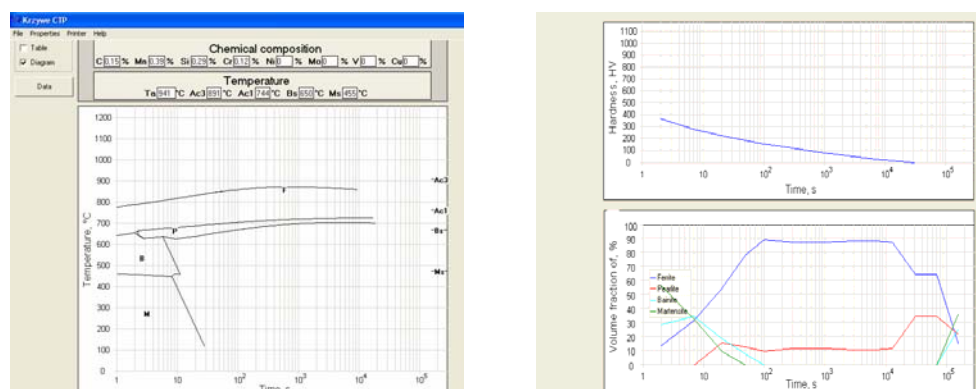 Krzywe CTP
File Properties Printer Help
Table
Diagram
Data
Chemical composition
C 0,15 % Mn 0,39 % Si 0,29 % Cr 0,12 % Ni 0 % Mo 0 % V 0 % Cu 0 %
Temperature
Ta 941 °C Ac3 891 °C Ac1 744 °C Bs 650 °C Ms 455 °C
1200
1100
1000
900
800
700
600
500
400
300
200
100
0
Temperature, °C
F
P
B
M
Ac3
Ac1
Bs
Ms
1 10 10² 10³ 10⁴ 10⁵
Time, s
1100
1000
900
800
700
600
500
400
300
200
100
0
Hardness, HV
1 10 10² 10³ 10⁴ 10⁵
Time, s
100
90
80
70
60
50
40
30
20
10
0
Volume fraction of, %
Ferrite
Pearlite
Bainite
Martensite
1 10 10² 10³ 10⁴ 10⁵
Time, s